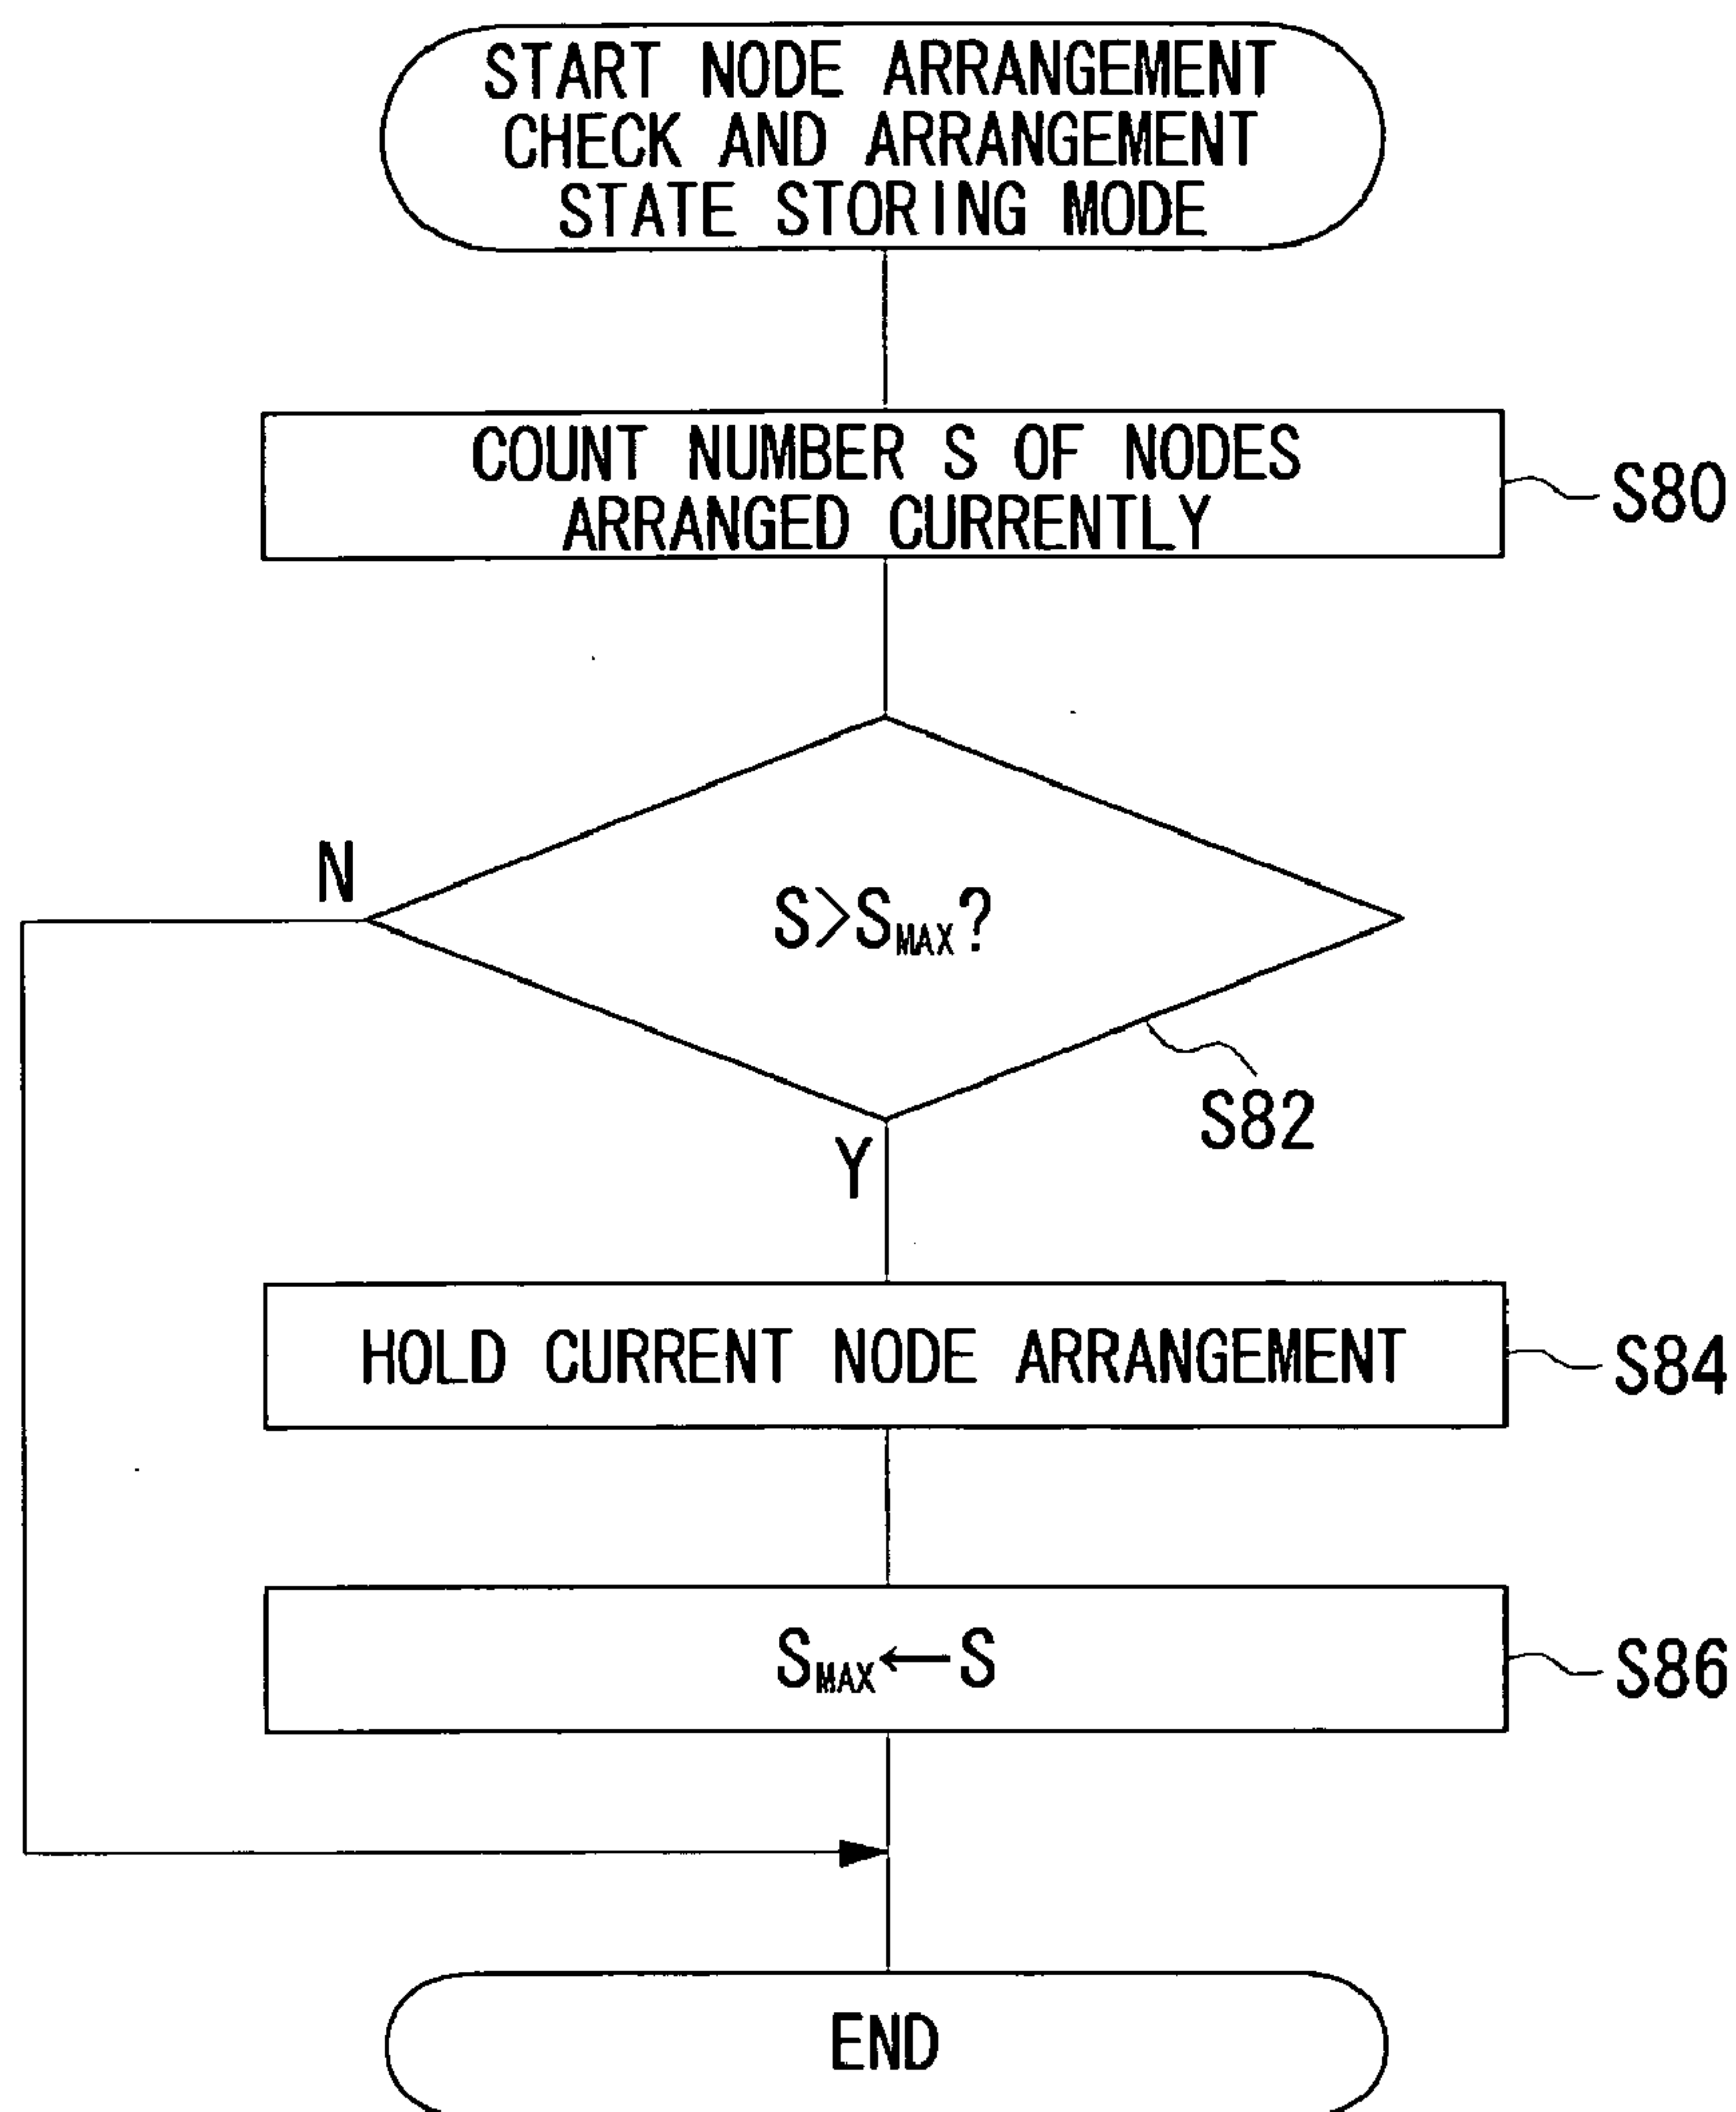 START NODE ARRANGEMENT
CHECK AND ARRANGEMENT
STATE STORING MODE
COUNT NUMBER S OF NODES
ARRANGED CURRENTLY
S80
N
S>SMAX?
S82
Y
HOLD CURRENT NODE ARRANGEMENT
S84
SMAX←S
S86
END